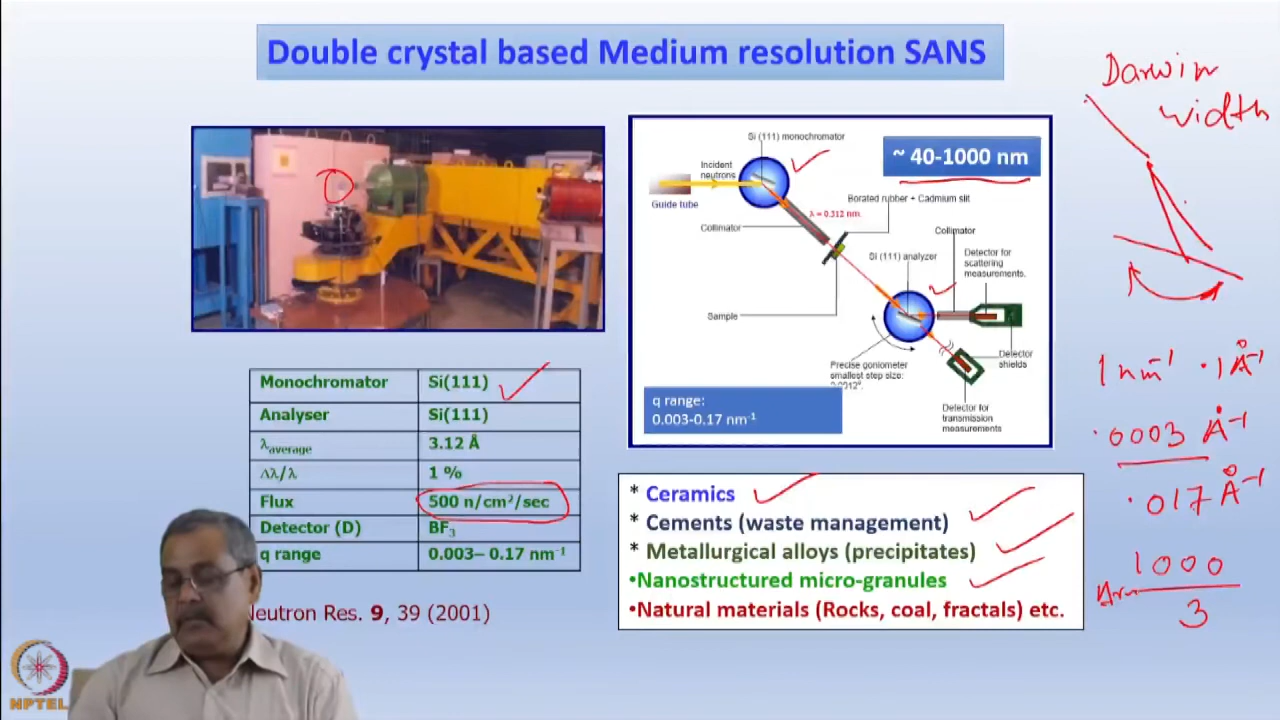 Double crystal based Medium resolution SANS
Si (111) monochromator
~ 40-1000 nm
Incident
neutrons
Guide tube
Borated rubber + Cadmium slit
λ = 0.312 nm
Collimator
Collimator
Si (111) analyzer
Detector for
scattering
measurements.
Sample
Precise goniometer
smallest step size:
Detector
shields
Detector for
transmission
measurements
q range:
0.003-0.17 nm⁻¹
Monochromator Si(111)
Analyser Si(111)
λaverage 3.12 Å
Δλ/λ 1 %
Flux 500 n/cm²/sec
Detector (D) BF₃
q range 0.003– 0.17 nm⁻¹
Neutron Res. 9, 39 (2001)
* Ceramics
* Cements (waste management)
* Metallurgical alloys (precipitates)
•Nanostructured micro-granules
•Natural materials (Rocks, coal, fractals) etc.
Darwin
width
1 nm⁻¹ ·1 Å⁻¹
·0003 Å⁻¹
·017 Å⁻¹
1000
3
NPTEL